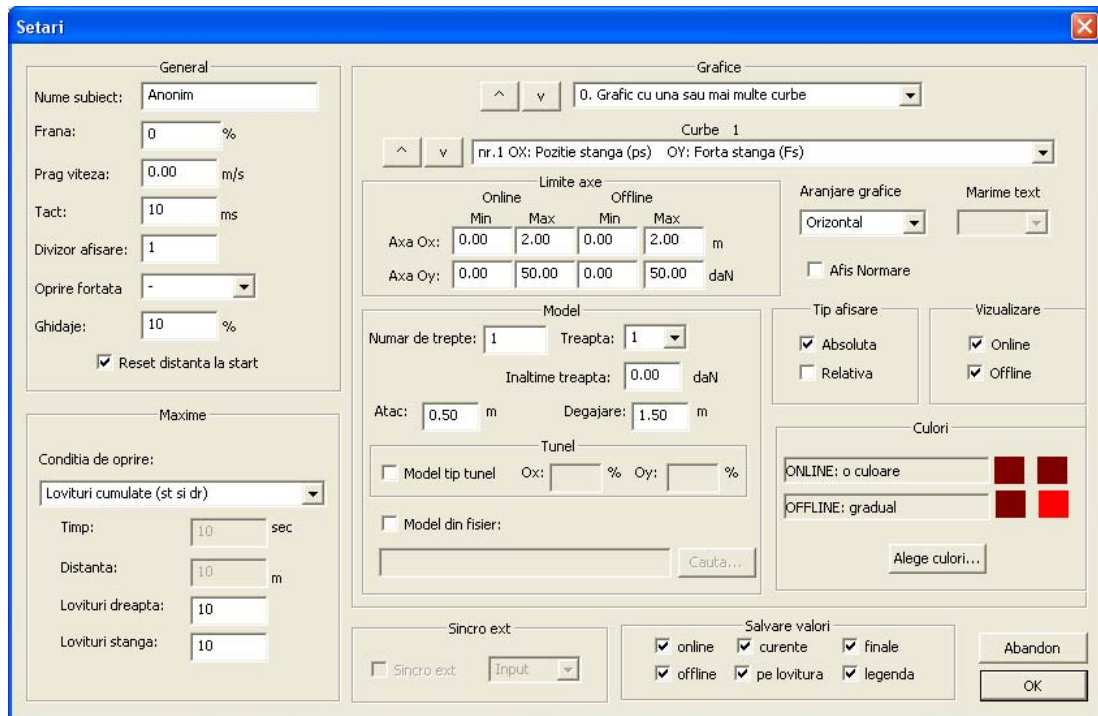 Setari
General
Nume subiect: Anonim
Frana: 0 %
Prag viteza: 0.00 m/s
Tact: 10 ms
Divizor afisare: 1
Oprire fortata -
Ghidaje: 10 %
Reset distanta la start
Maxime
Conditia de oprire:
Lovituri cumulate (st si dr)
Timp: 10 sec
Distanta: 10 m
Lovituri dreapta: 10
Lovituri stanga: 10
Grafice
^ v 0. Grafic cu una sau mai multe curbe
Curbe 1
^ v nr.1 OX: Pozitie stanga (ps) OY: Forta stanga (Fs)
Limite axe
Online Offline
Min Max Min Max
Axa Ox: 0.00 2.00 0.00 2.00 m
Axa Oy: 0.00 50.00 0.00 50.00 daN
Aranjare grafice Marime text
Orizontal
Afis Normare
Model
Numar de trepte: 1 Treapta: 1
Inaltime treapta: 0.00 daN
Atac: 0.50 m Degajare: 1.50 m
Tunel
Model tip tunel Ox: % Oy: %
Model din fisier:
Cauta...
Tip afisare
Absoluta
Relativa
Vizualizare
Online
Offline
Culori
ONLINE: o culoare
OFFLINE: gradual
Alege culori...
Sincro ext
Sincro ext Input
Salvare valori
online curente finale
offline pe lovitura legenda
Abandon
OK